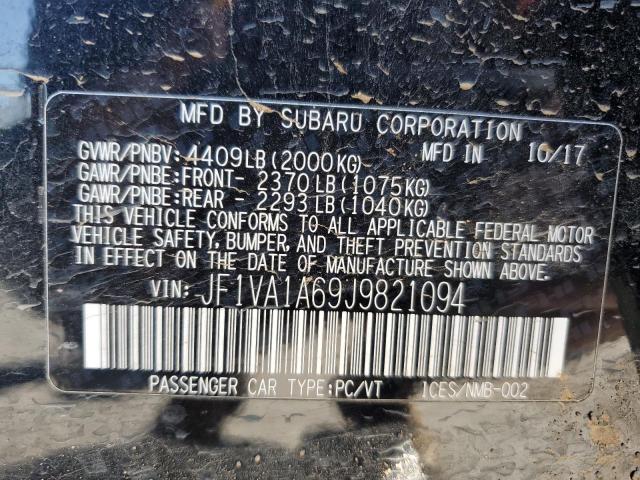 MFD BY SUBARU CORPORATION
GVWR/PNBV:4409LB(2000KG) MFD IN 10/17
GAWR/PNBE:FRONT- 2370LB(1075KG)
GAWR/PNBE:REAR - 2293LB(1040KG)
THIS VEHICLE CONFORMS TO ALL APPLICABLE FEDERAL MOTOR
VEHICLE SAFETY, BUMPER, AND THEFT PREVENTION STANDARDS
IN EFFECT ON THE DATE OF MANUFACTURE SHOWN ABOVE.
VIN: JF1VA1A69J9821094
PASSENGER CAR TYPE:PC/VT ICES/NMB-002